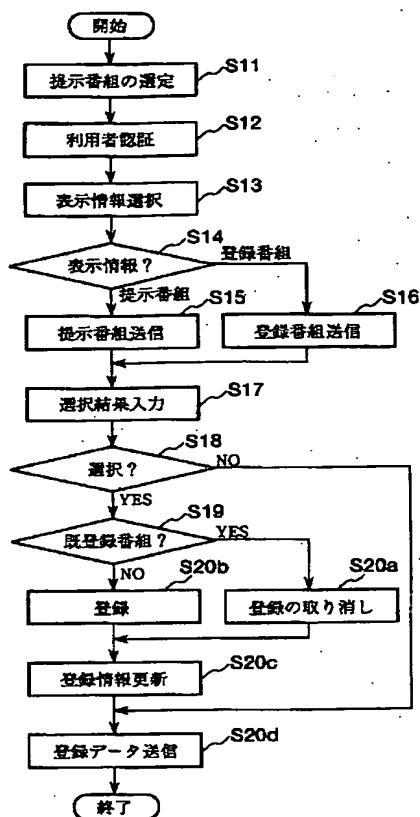 開始
S11
提示番組の選定
S12
利用者認証
S13
表示情報選択
S14
表示情報?
登録番組
提示番組
S15
S16
提示番組送信
登録番組送信
S17
選択結果入力
S18
選択?
NO
YES
S19
既登録番組?
YES
NO
S20b
S20a
登録
登録の取り消し
S20c
登録情報更新
S20d
登録データ送信
終了